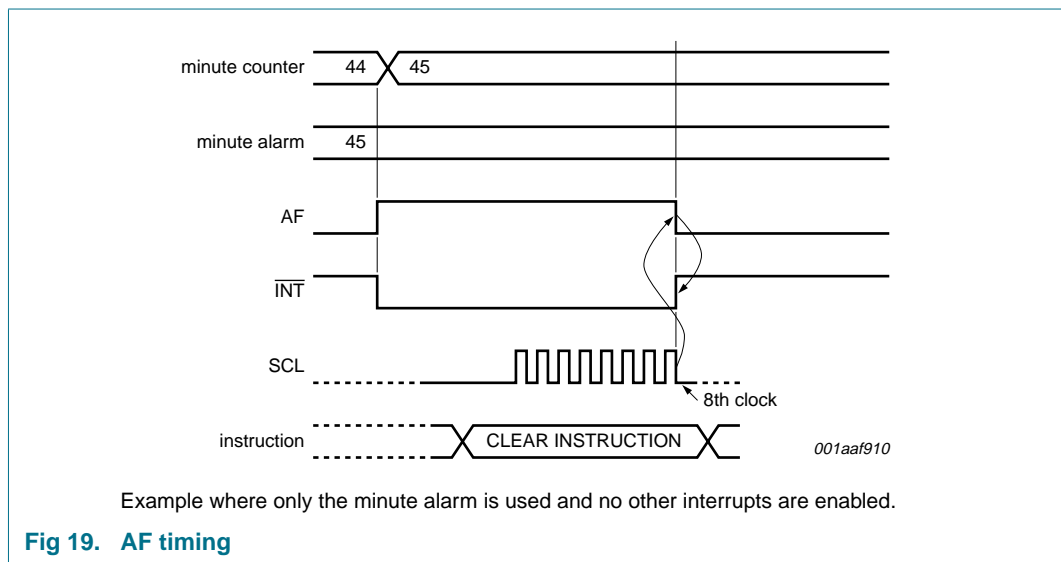 minute counter 44 45
minute alarm 45
AF
INT
SCL
8th clock
instruction CLEAR INSTRUCTION
001aaf910
Example where only the minute alarm is used and no other interrupts are enabled.
Fig 19. AF timing